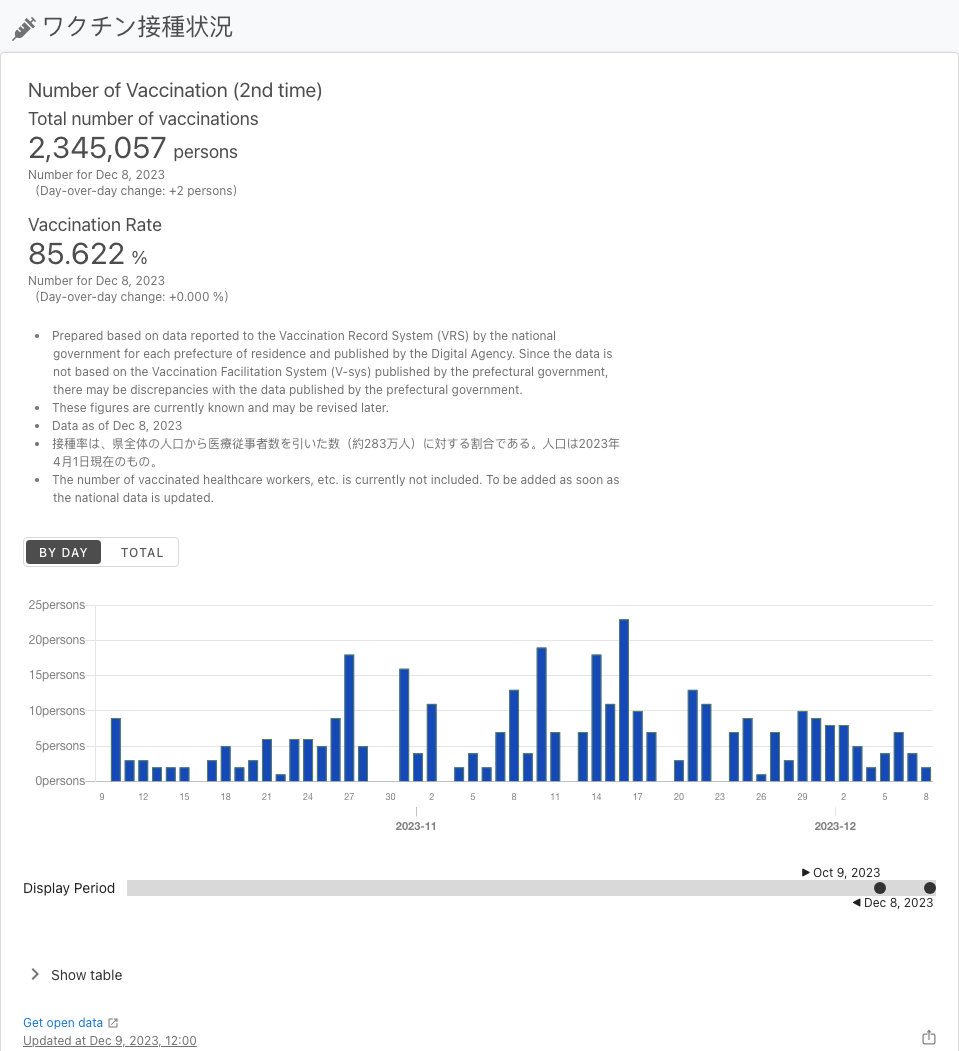 ワクチン接種状況
Number of Vaccination (2nd time)
Total number of vaccinations
2,345,057 persons
Number for Dec 8, 2023
(Day-over-day change: +2 persons)
Vaccination Rate
85.622 %
Number for Dec 8, 2023
(Day-over-day change: +0.000 %)
• Prepared based on data reported to the Vaccination Record System (VRS) by the national
government for each prefecture of residence and published by the Digital Agency. Since the data is
not based on the Vaccination Facilitation System (V-sys) published by the prefectural government,
there may be discrepancies with the data published by the prefectural government.
• These figures are currently known and may be revised later.
• Data as of Dec 8, 2023
• 接種率は、県全体の人口から医療従事者数を引いた数（約283万人）に対する割合である。人口は2023年
4月1日現在のもの。
• The number of vaccinated healthcare workers, etc. is currently not included. To be added as soon as
the national data is updated.
BY DAY TOTAL
25persons
20persons
15persons
10persons
5persons
0persons
9 12 15 18 21 24 27 30 2 5 8 11 14 17 20 23 26 29 2 5 8
2023-11 2023-12
▶ Oct 9, 2023
Display Period
◀ Dec 8, 2023
Show table
Get open data
Updated at Dec 9, 2023, 12:00